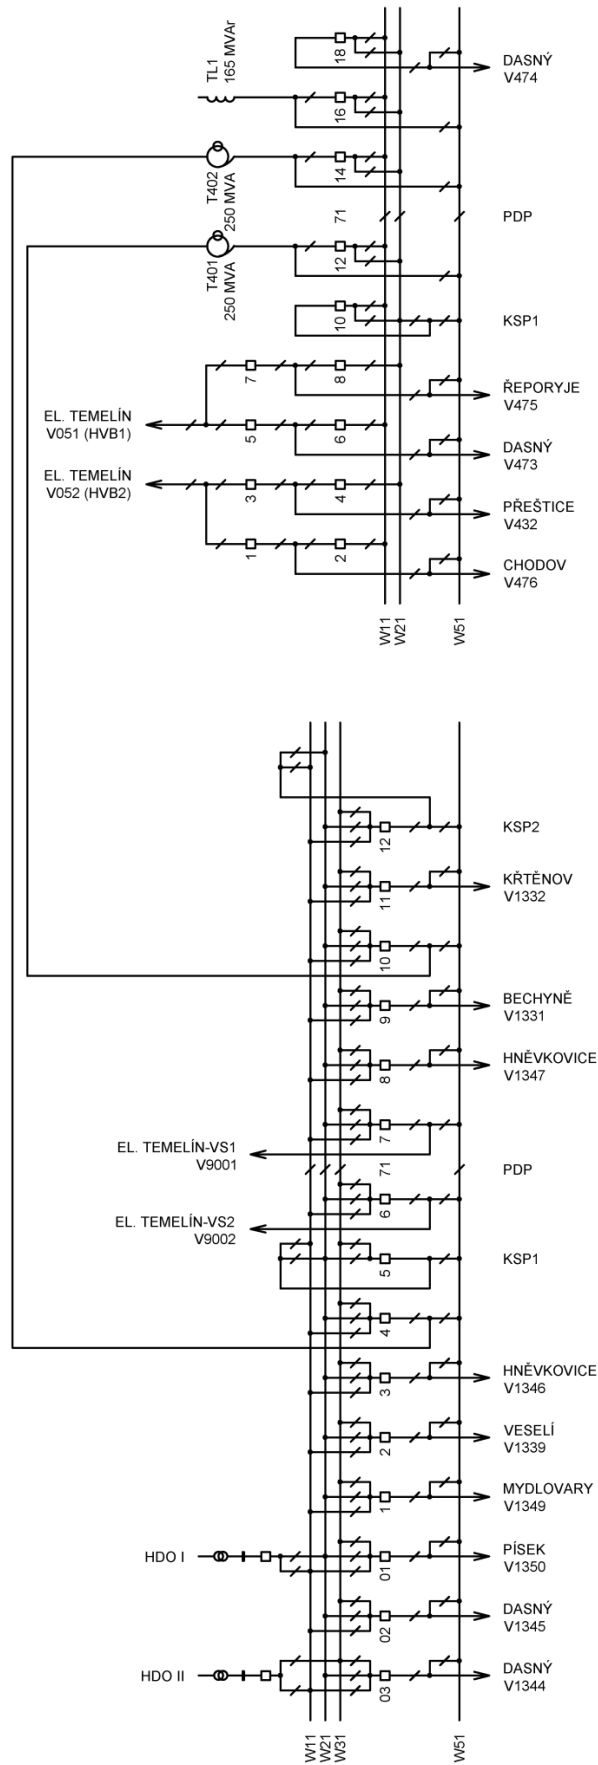 TL1
165 MVAr
18
DASNÝ
V474
16
T402
250 MVA
14
71
PDP
T401
250 MVA
12
10
KSP1
7
8
ŘEPORYJE
V475
EL. TEMELÍN
V051 (HVB1)
5
6
DASNÝ
V473
EL. TEMELÍN
V052 (HVB2)
3
4
PŘEŠTICE
V432
1
2
CHODOV
V476
W11
W21
W51
12
KSP2
11
KŘTĚNOV
V1332
10
9
BECHYNĚ
V1331
8
HNĚVKOVICE
V1347
7
EL. TEMELÍN-VS1
V9001
71
PDP
6
EL. TEMELÍN-VS2
V9002
5
KSP1
4
3
HNĚVKOVICE
V1346
2
VESELÍ
V1339
1
MYDLOVARY
V1349
HDO I
01
PÍSEK
V1350
02
DASNÝ
V1345
HDO II
03
DASNÝ
V1344
W11
W21
W31
W51